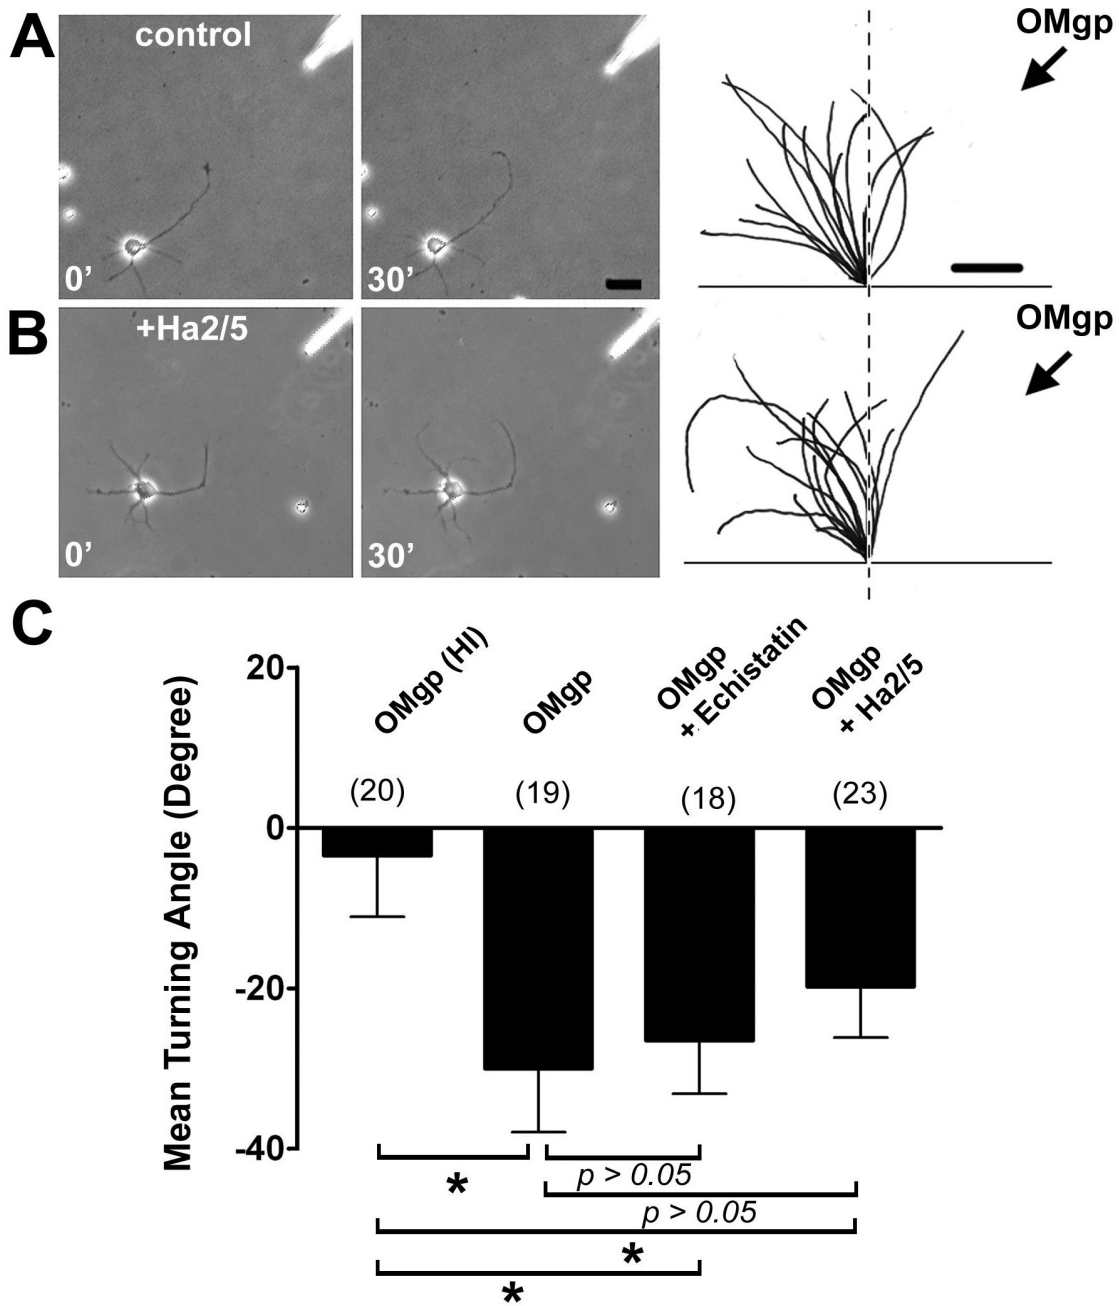 A
control
0’
30’
OMgp
B
+Ha2/5
0’
30’
OMgp
C
Mean Turning Angle (Degree)
20
0
-20
-40
OMgp (HI)
OMgp
OMgp
+ Echistatin
OMgp
+ Ha2/5
(20)
(19)
(18)
(23)
*
p > 0.05
p > 0.05
*
*